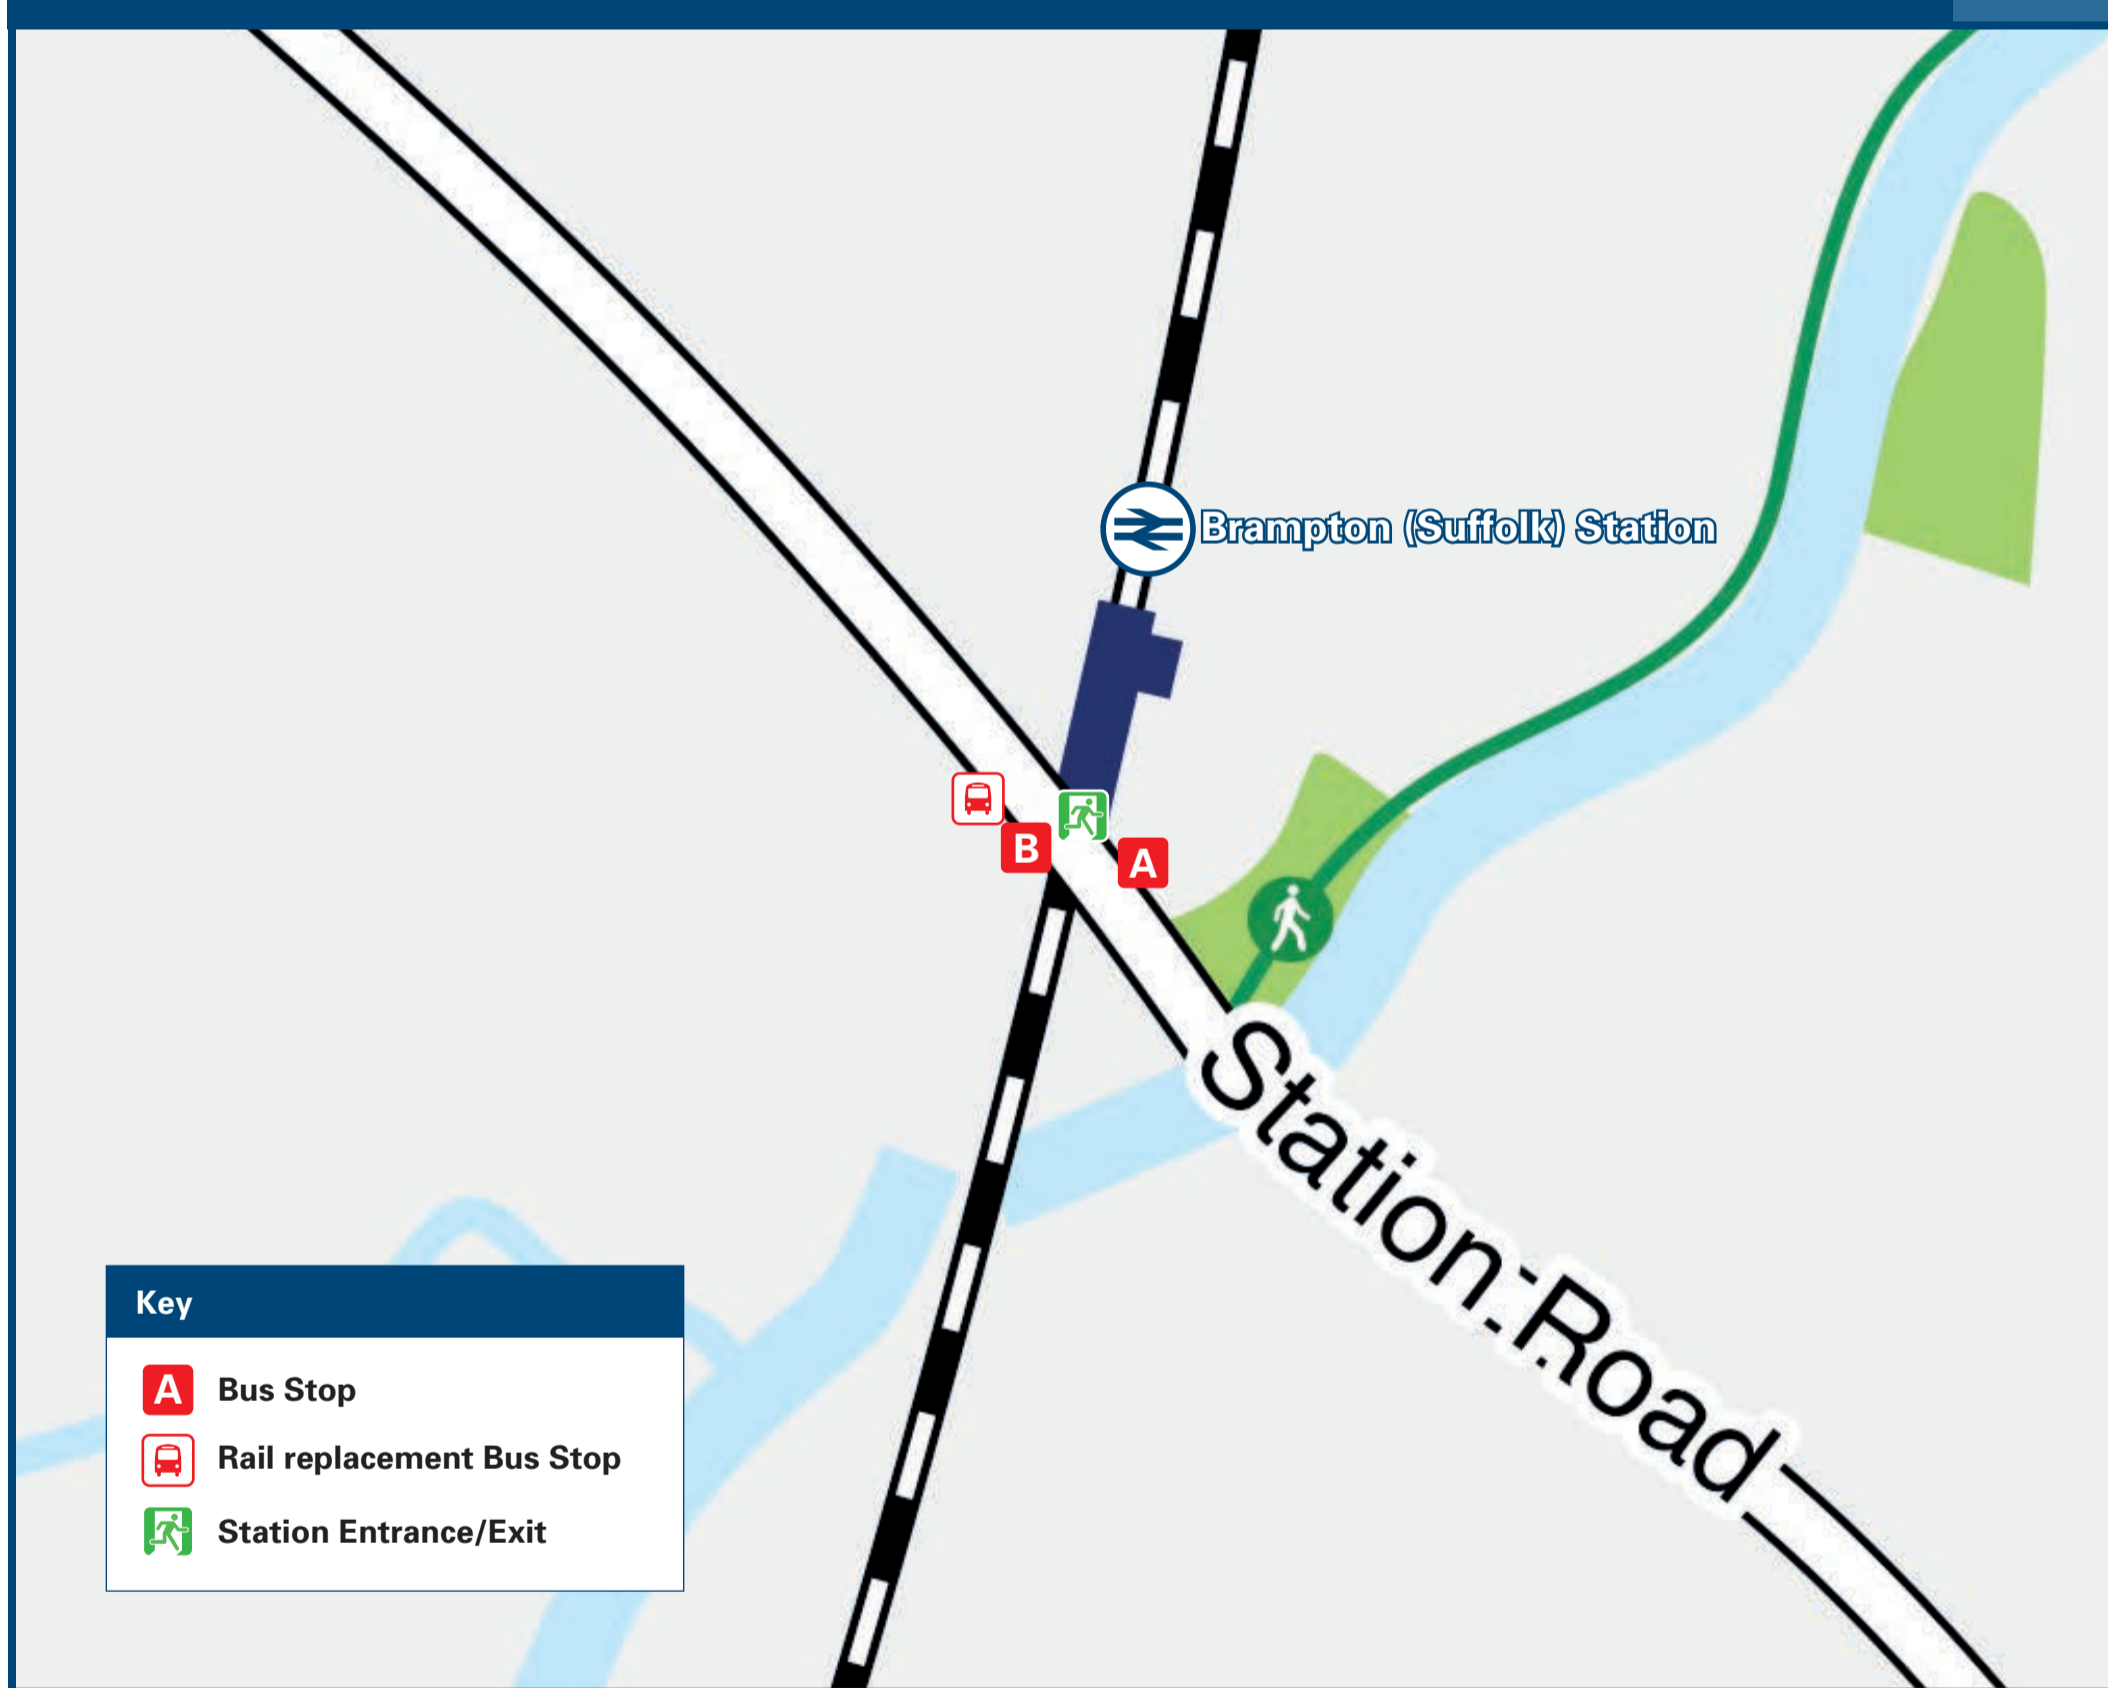 Brampton (Suffolk) Station
B
A
Station Road
Key
A Bus Stop
Rail replacement Bus Stop
Station Entrance/Exit